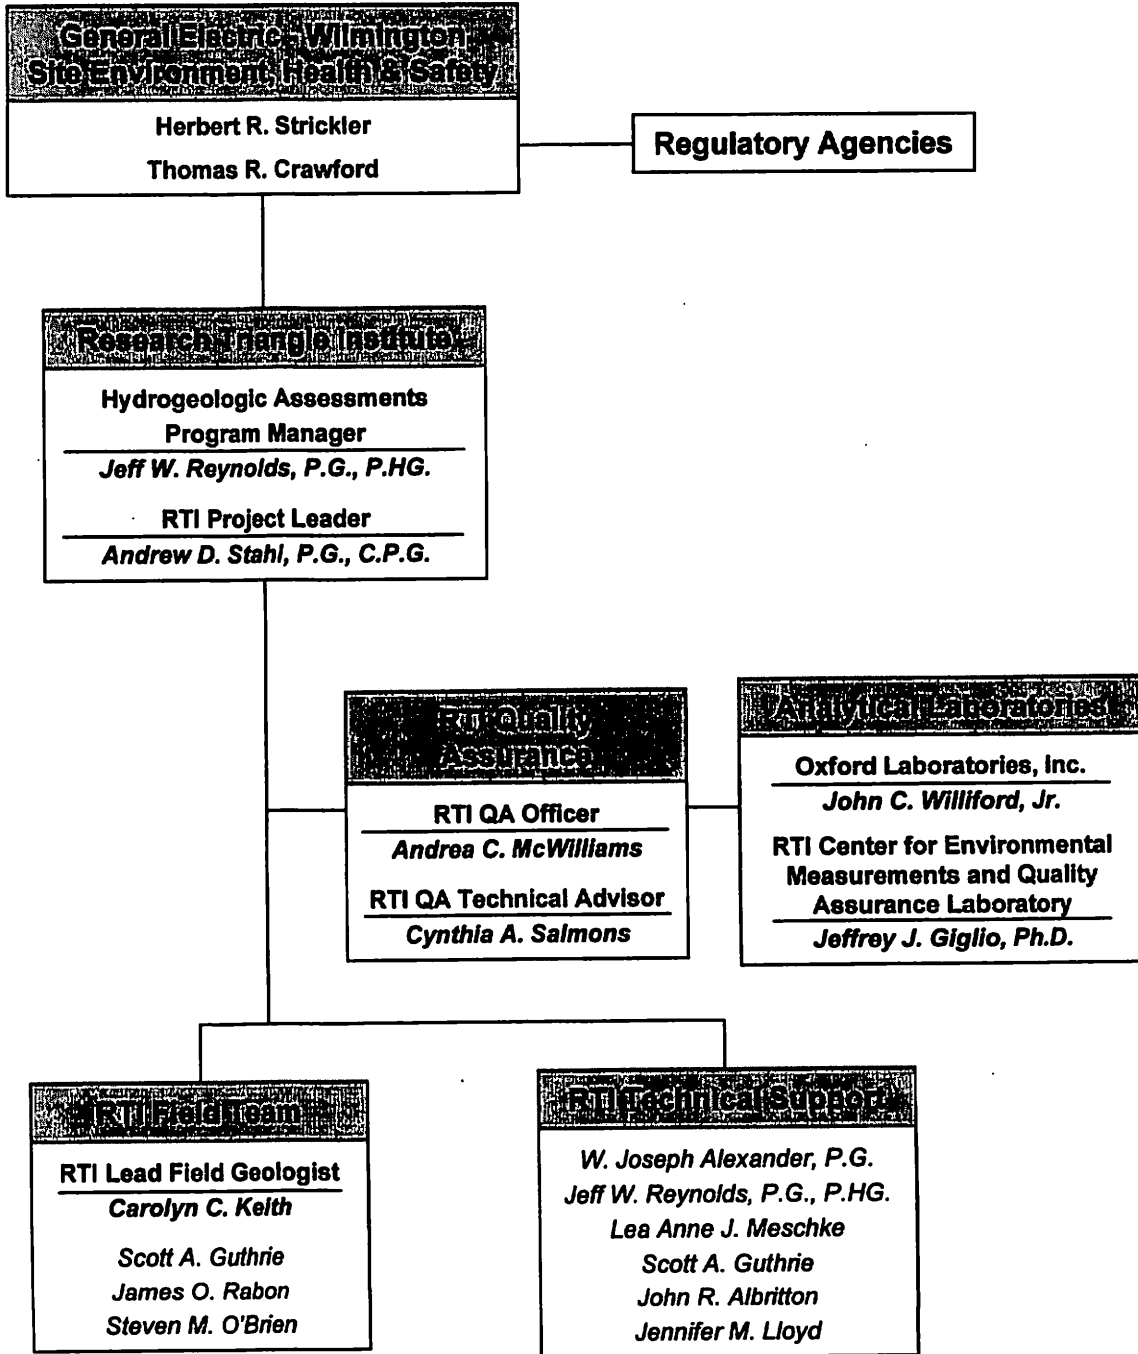 General Electric - Wilmington
Site Environment, Health & Safety
Herbert R. Strickler
Thomas R. Crawford
Regulatory Agencies
Research Triangle Institute
Hydrogeologic Assessments
Program Manager
Jeff W. Reynolds, P.G., P.HG.
RTI Project Leader
Andrew D. Stahl, P.G., C.P.G.
RTI Quality
Assurance
RTI QA Officer
Andrea C. McWilliams
RTI QA Technical Advisor
Cynthia A. Salmons
Analytical Laboratories
Oxford Laboratories, Inc.
John C. Williford, Jr.
RTI Center for Environmental
Measurements and Quality
Assurance Laboratory
Jeffrey J. Giglio, Ph.D.
RTI Field Team
RTI Lead Field Geologist
Carolyn C. Keith
Scott A. Guthrie
James O. Rabon
Steven M. O'Brien
RTI Technical Support
W. Joseph Alexander, P.G.
Jeff W. Reynolds, P.G., P.HG.
Lea Anne J. Meschke
Scott A. Guthrie
John R. Albritton
Jennifer M. Lloyd